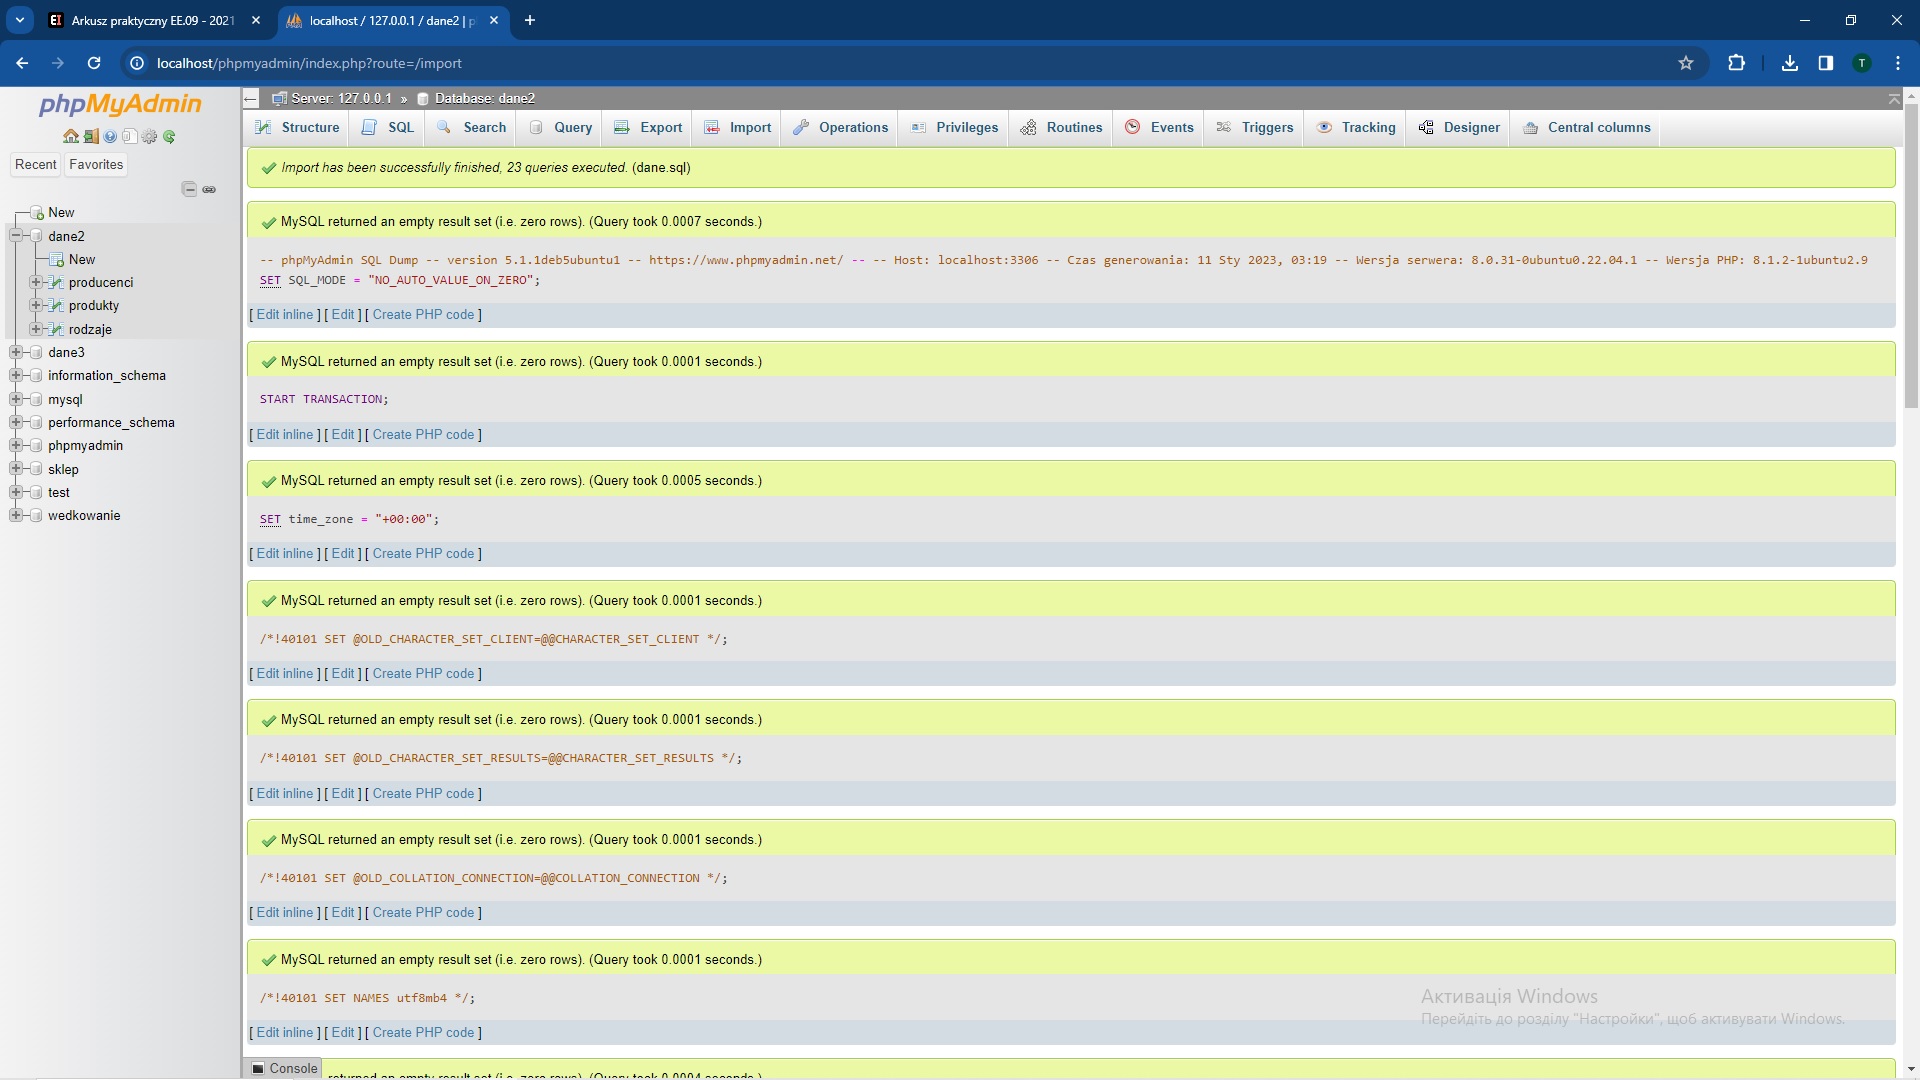 Arkusz praktyczny EE.09 - 2021
localhost / 127.0.0.1 / dane2 | p
localhost/phpmyadmin/index.php?route=/import
T
phpMyAdmin
Recent
Favorites
New
dane2
New
producenci
produkty
rodzaje
dane3
information_schema
mysql
performance_schema
phpmyadmin
sklep
test
wedkowanie
Server: 127.0.0.1 » Database: dane2
Structure SQL Search Query Export Import Operations Privileges Routines Events Triggers Tracking Designer Central columns
Import has been successfully finished, 23 queries executed. (dane.sql)
MySQL returned an empty result set (i.e. zero rows). (Query took 0.0007 seconds.)
-- phpMyAdmin SQL Dump -- version 5.1.1deb5ubuntu1 -- https://www.phpmyadmin.net/ -- -- Host: localhost:3306 -- Czas generowania: 11 Sty 2023, 03:19 -- Wersja serwera: 8.0.31-0ubuntu0.22.04.1 -- Wersja PHP: 8.1.2-1ubuntu2.9
SET SQL_MODE = "NO_AUTO_VALUE_ON_ZERO";
[ Edit inline ] [ Edit ] [ Create PHP code ]
MySQL returned an empty result set (i.e. zero rows). (Query took 0.0001 seconds.)
START TRANSACTION;
[ Edit inline ] [ Edit ] [ Create PHP code ]
MySQL returned an empty result set (i.e. zero rows). (Query took 0.0005 seconds.)
SET time_zone = "+00:00";
[ Edit inline ] [ Edit ] [ Create PHP code ]
MySQL returned an empty result set (i.e. zero rows). (Query took 0.0001 seconds.)
/*!40101 SET @OLD_CHARACTER_SET_CLIENT=@@CHARACTER_SET_CLIENT */;
[ Edit inline ] [ Edit ] [ Create PHP code ]
MySQL returned an empty result set (i.e. zero rows). (Query took 0.0001 seconds.)
/*!40101 SET @OLD_CHARACTER_SET_RESULTS=@@CHARACTER_SET_RESULTS */;
[ Edit inline ] [ Edit ] [ Create PHP code ]
MySQL returned an empty result set (i.e. zero rows). (Query took 0.0001 seconds.)
/*!40101 SET @OLD_COLLATION_CONNECTION=@@COLLATION_CONNECTION */;
[ Edit inline ] [ Edit ] [ Create PHP code ]
MySQL returned an empty result set (i.e. zero rows). (Query took 0.0001 seconds.)
/*!40101 SET NAMES utf8mb4 */;
Активація Windows
Перейдіть до розділу "Настройки", щоб активувати Windows.
[ Edit inline ] [ Edit ] [ Create PHP code ]
Console
returned an empty result set (i.e. zero rows). (Query took 0.0004 seconds.)